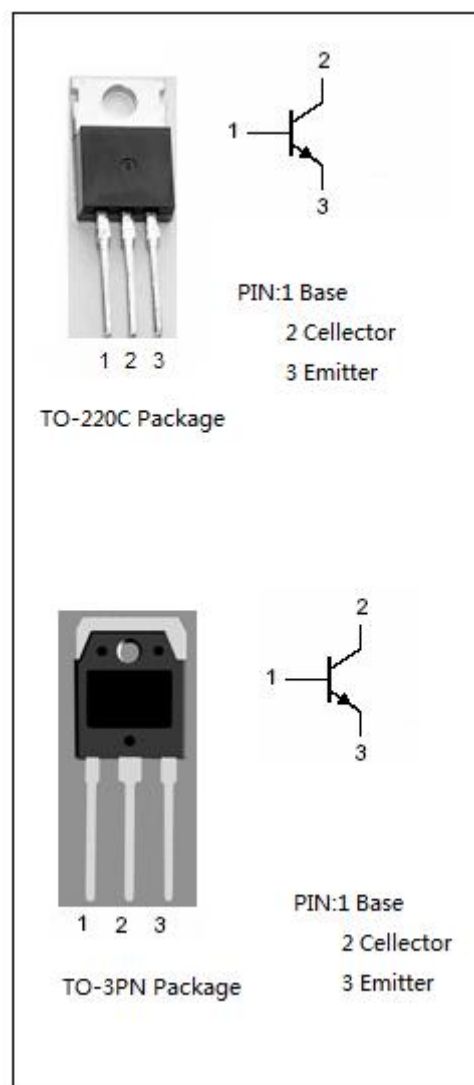 2
1
3
PIN:1 Base
2 Cellector
3 Emitter
1 2 3
TO-220C Package
2
1
3
1 2 3
PIN:1 Base
2 Cellector
3 Emitter
TO-3PN Package